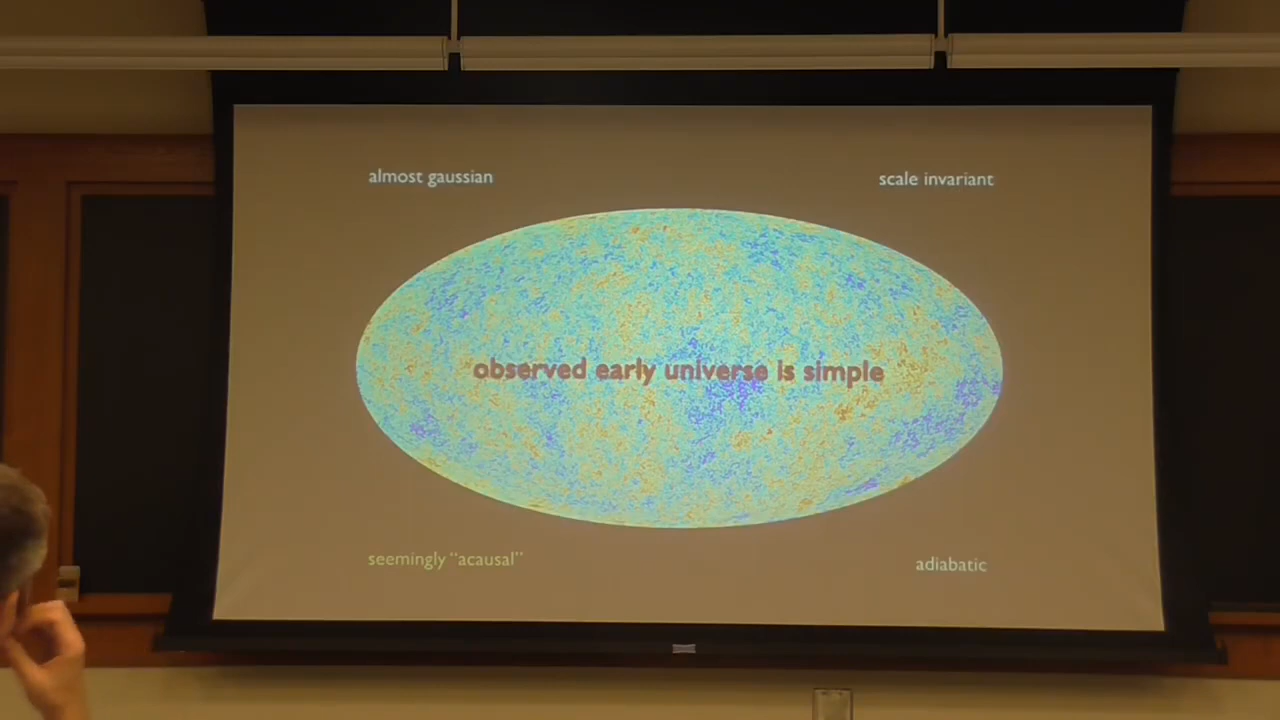 almost gaussian
scale invariant
observed early universe is simple
seemingly "acausal"
adiabatic